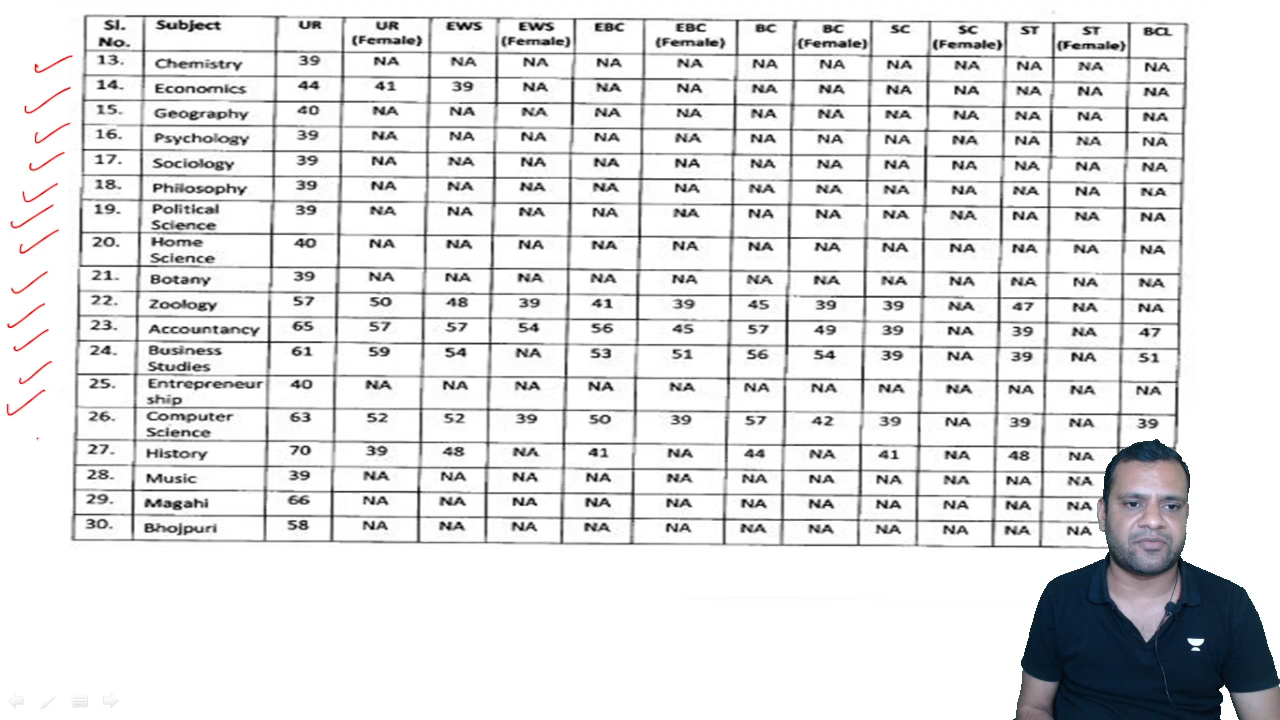 Sl. No. Subject UR UR (Female) EWS EWS (Female) EBC EBC (Female) BC BC (Female) SC SC (Female) ST ST (Female) BCL
13. Chemistry 39 NA NA NA NA NA NA NA NA NA NA NA NA
14. Economics 44 41 39 NA NA NA NA NA NA NA NA NA NA
15. Geography 40 NA NA NA NA NA NA NA NA NA NA NA NA
16. Psychology 39 NA NA NA NA NA NA NA NA NA NA NA NA
17. Sociology 39 NA NA NA NA NA NA NA NA NA NA NA NA
18. Philosophy 39 NA NA NA NA NA NA NA NA NA NA NA NA
19. Political Science 39 NA NA NA NA NA NA NA NA NA NA NA NA
20. Home Science 40 NA NA NA NA NA NA NA NA NA NA NA NA
21. Botany 39 NA NA NA NA NA NA NA NA NA NA NA NA
22. Zoology 57 50 48 39 41 39 45 39 39 NA 47 NA NA
23. Accountancy 65 57 57 54 56 45 57 49 39 NA 39 NA 47
24. Business Studies 61 59 54 NA 53 51 56 54 39 NA 39 NA 51
25. Entrepreneur ship 40 NA NA NA NA NA NA NA NA NA NA NA NA
26. Computer Science 63 52 52 39 50 39 57 42 39 NA 39 NA 39
27. History 70 39 48 NA 41 NA 44 NA 41 NA 48 NA
28. Music 39 NA NA NA NA NA NA NA NA NA NA NA
29. Magahi 66 NA NA NA NA NA NA NA NA NA NA NA
30. Bhojpuri 58 NA NA NA NA NA NA NA NA NA NA NA